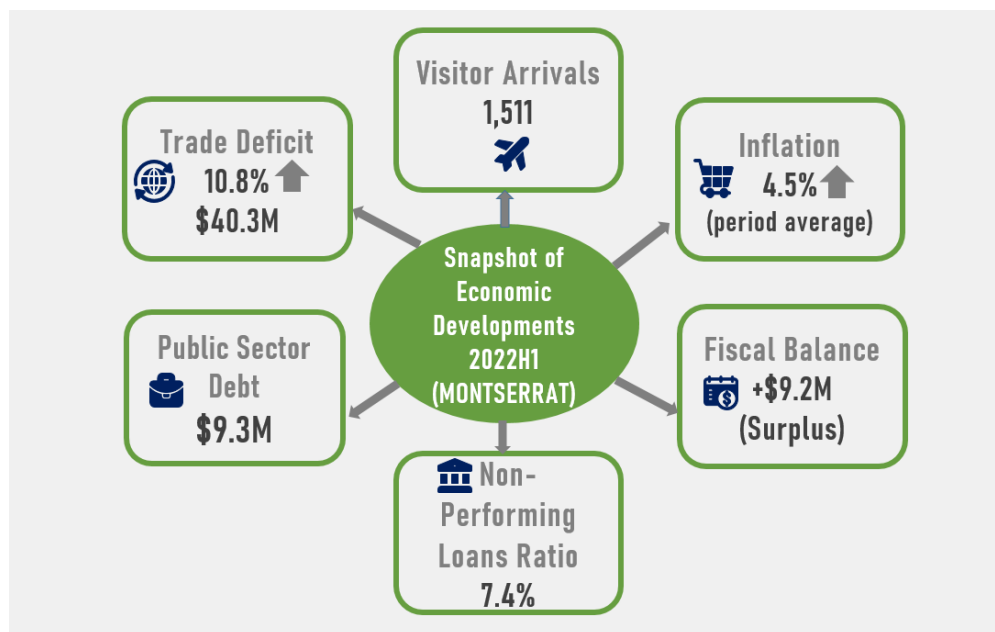 Visitor Arrivals
1,511
Trade Deficit
10.8%
$40.3M
Inflation
4.5%
(period average)
Snapshot of
Economic
Developments
2022H1
(MONTSERRAT)
Public Sector
Debt
$9.3M
Fiscal Balance
+$9.2M
(Surplus)
Non-
Performing
Loans Ratio
7.4%